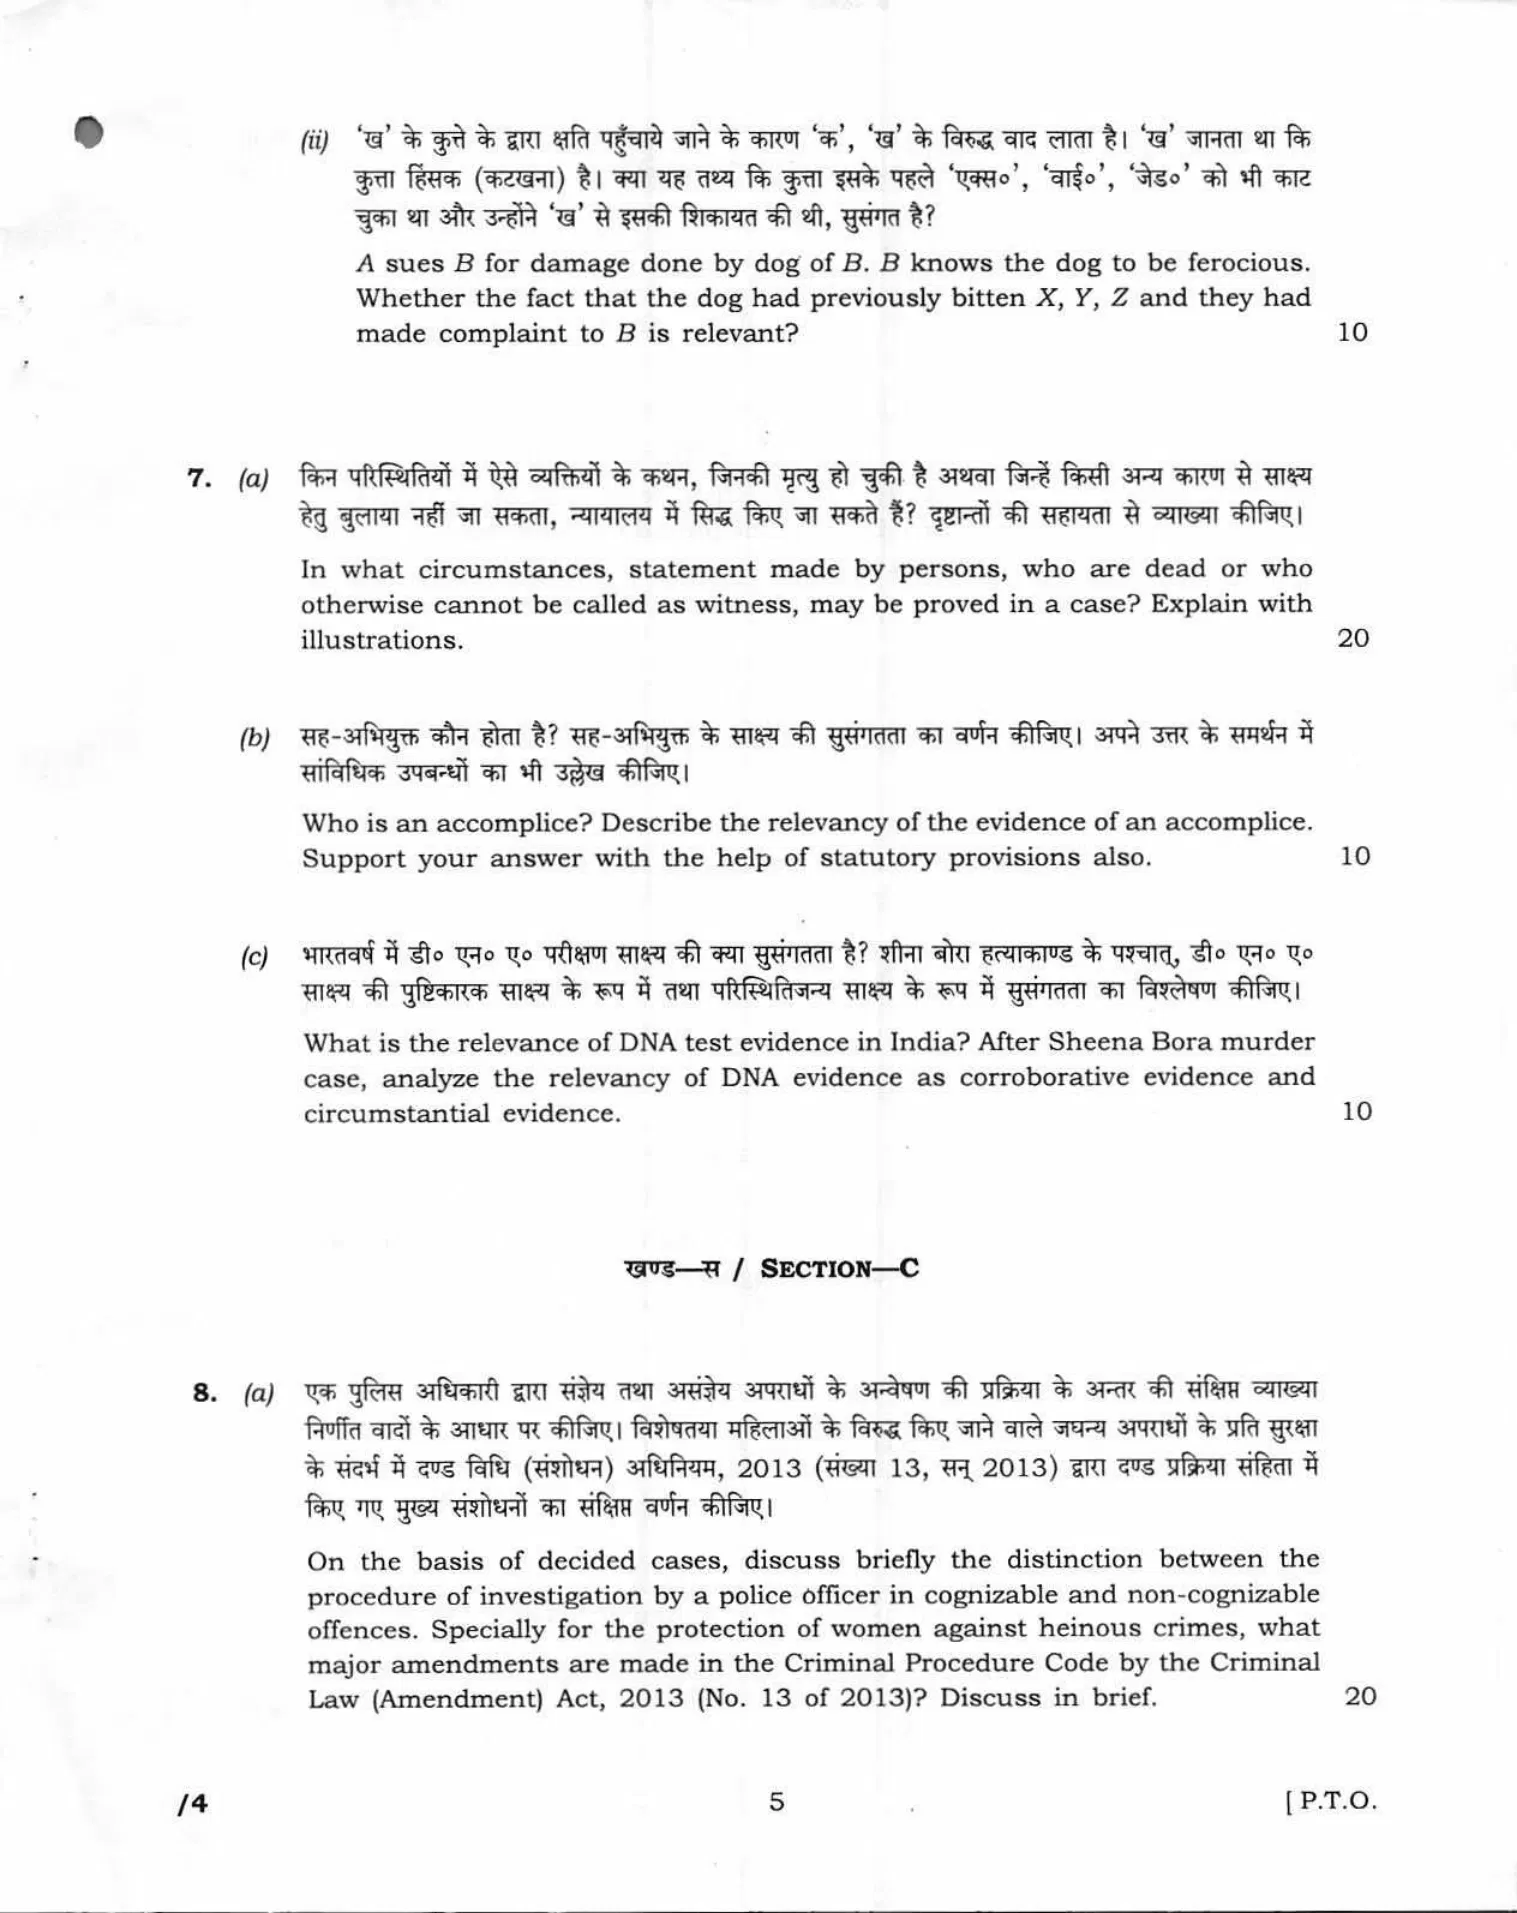 (ii) 'ख' के कुत्ते के द्वारा क्षति पहुँचाये जाने के कारण 'क', 'ख' के विरुद्ध वाद लाता है। 'ख' जानता था कि
कुत्ता हिंसक (कटखना) है। क्या यह तथ्य कि कुत्ता इसके पहले 'एक्स०', 'वाई०', 'जेड०' को भी काट
चुका था और उन्होंने 'ख' से इसकी शिकायत की थी, सुसंगत है?
A sues B for damage done by dog of B. B knows the dog to be ferocious.
Whether the fact that the dog had previously bitten X, Y, Z and they had
made complaint to B is relevant? 10
7. (a) किन परिस्थितियों में ऐसे व्यक्तियों के कथन, जिनकी मृत्यु हो चुकी है अथवा जिन्हें किसी अन्य कारण से साक्ष्य
हेतु बुलाया नहीं जा सकता, न्यायालय में सिद्ध किए जा सकते हैं? दृष्टान्तों की सहायता से व्याख्या कीजिए।
In what circumstances, statement made by persons, who are dead or who
otherwise cannot be called as witness, may be proved in a case? Explain with
illustrations. 20
(b) सह-अभियुक्त कौन होता है? सह-अभियुक्त के साक्ष्य की सुसंगतता का वर्णन कीजिए। अपने उत्तर के समर्थन में
सांविधिक उपबन्धों का भी उल्लेख कीजिए।
Who is an accomplice? Describe the relevancy of the evidence of an accomplice.
Support your answer with the help of statutory provisions also. 10
(c) भारतवर्ष में डी० एन० ए० परीक्षण साक्ष्य की क्या सुसंगतता है? शीना बोरा हत्याकाण्ड के पश्चात्, डी० एन० ए०
साक्ष्य की पुष्टिकारक साक्ष्य के रूप में तथा परिस्थितिजन्य साक्ष्य के रूप में सुसंगतता का विश्लेषण कीजिए।
What is the relevance of DNA test evidence in India? After Sheena Bora murder
case, analyze the relevancy of DNA evidence as corroborative evidence and
circumstantial evidence. 10
खण्ड—स / SECTION—C
8. (a) एक पुलिस अधिकारी द्वारा संज्ञेय तथा असंज्ञेय अपराधों के अन्वेषण की प्रक्रिया के अन्तर की संक्षिप्त व्याख्या
निर्णीत वादों के आधार पर कीजिए। विशेषतया महिलाओं के विरुद्ध किए जाने वाले जघन्य अपराधों के प्रति सुरक्षा
के संदर्भ में दण्ड विधि (संशोधन) अधिनियम, 2013 (संख्या 13, सन् 2013) द्वारा दण्ड प्रक्रिया संहिता में
किए गए मुख्य संशोधनों का संक्षिप्त वर्णन कीजिए।
On the basis of decided cases, discuss briefly the distinction between the
procedure of investigation by a police officer in cognizable and non-cognizable
offences. Specially for the protection of women against heinous crimes, what
major amendments are made in the Criminal Procedure Code by the Criminal
Law (Amendment) Act, 2013 (No. 13 of 2013)? Discuss in brief. 20
/4 5 [ P.T.O.